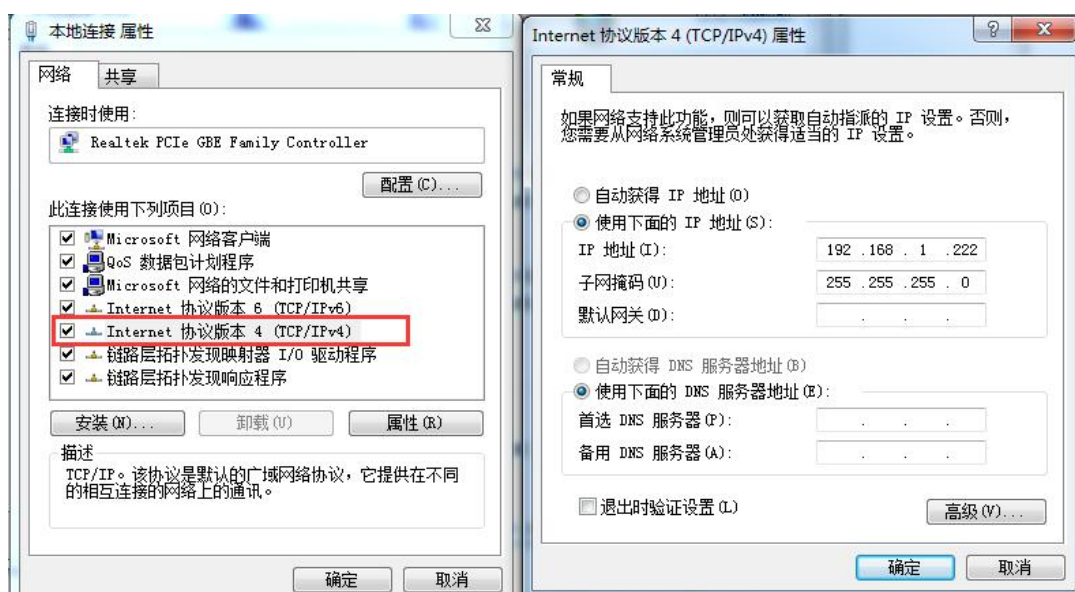 本地连接 属性
网络
共享
连接时使用:
Realtek PCIe GBE Family Controller
配置(C)...
此连接使用下列项目(O):
Microsoft 网络客户端
QoS 数据包计划程序
Microsoft 网络的文件和打印机共享
Internet 协议版本 6 (TCP/IPv6)
Internet 协议版本 4 (TCP/IPv4)
链路层拓扑发现映射器 I/O 驱动程序
链路层拓扑发现响应程序
安装(N)...
卸载(U)
属性(R)
描述
TCP/IP。该协议是默认的广域网络协议，它提供在不同
的相互连接的网络上的通讯。
确定
取消
Internet 协议版本 4 (TCP/IPv4) 属性
常规
如果网络支持此功能，则可以获取自动指派的 IP 设置。否则，
您需要从网络系统管理员处获得适当的 IP 设置。
自动获得 IP 地址(O)
使用下面的 IP 地址(S):
IP 地址(I):
192 .168 . 1 .222
子网掩码(U):
255 .255 .255 . 0
默认网关(D):
自动获得 DNS 服务器地址(B)
使用下面的 DNS 服务器地址(E):
首选 DNS 服务器(P):
备用 DNS 服务器(A):
退出时验证设置(L)
高级(V)...
确定
取消